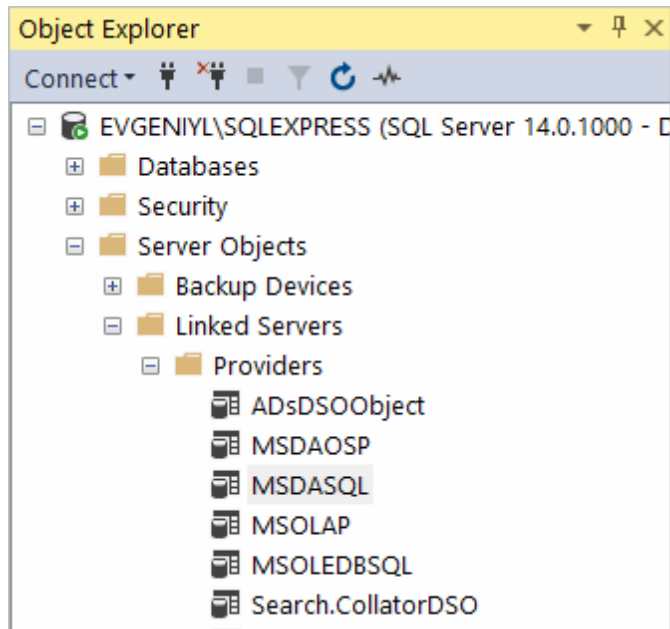 Object Explorer
Connect
EVGENIYL\SQLEXPRESS (SQL Server 14.0.1000 - D
Databases
Security
Server Objects
Backup Devices
Linked Servers
Providers
ADsDSOObject
MSDAOSP
MSDASQL
MSOLAP
MSOLEDBSQL
Search.CollatorDSO